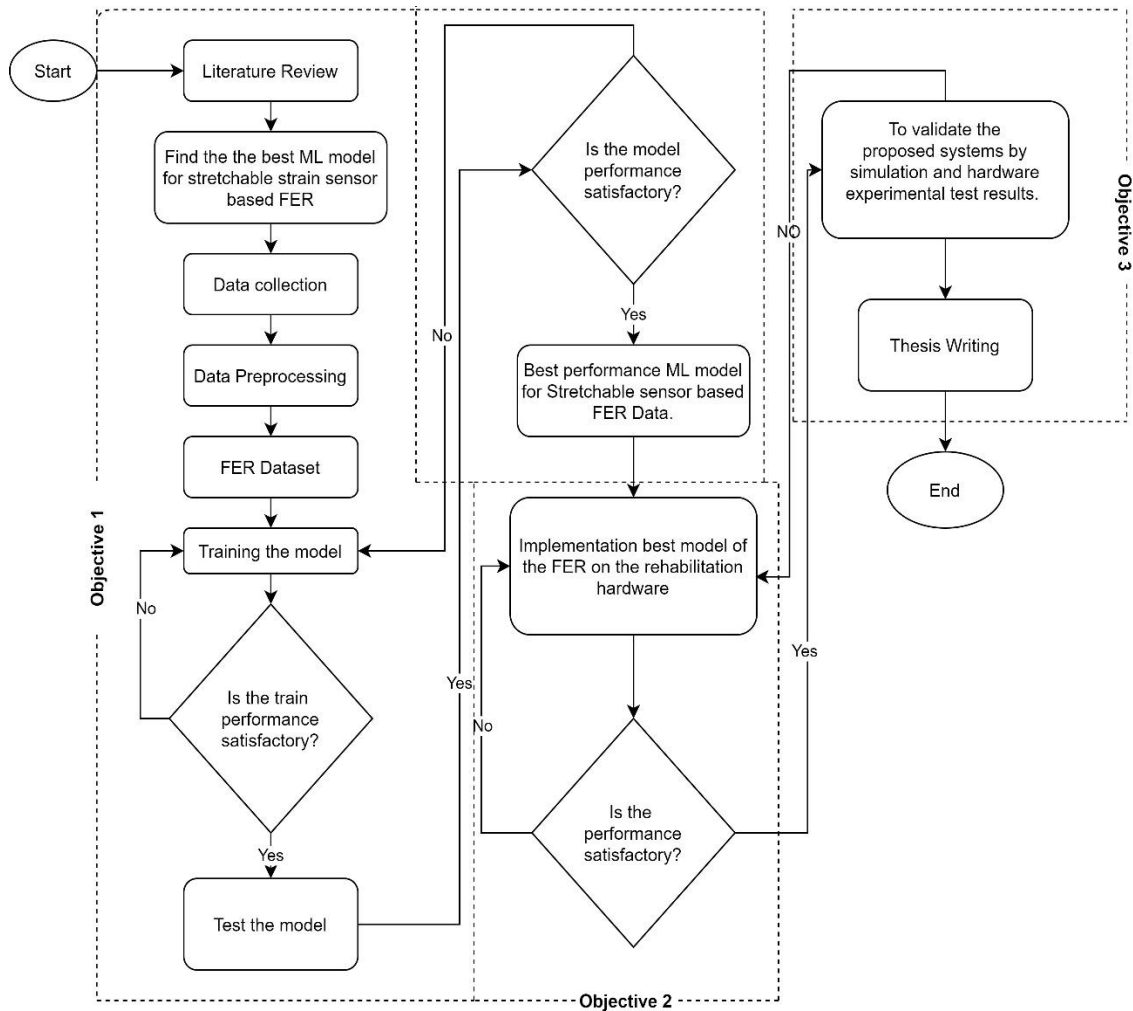 Start
Literature Review
Find the the best ML model
for stretchable strain sensor
based FER
Data collection
Data Preprocessing
FER Dataset
Training the model
No
Is the train
performance
satisfactory?
Yes
Test the model
Objective 1
Is the model
performance
satisfactory?
No
Yes
Yes
Best performance ML model
for Stretchable sensor based
FER Data.
Implementation best model of
the FER on the rehabilitation
hardware
No
Is the
performance
satisfactory?
Yes
Objective 2
NO
To validate the
proposed systems by
simulation and hardware
experimental test results.
Thesis Writing
End
Objective 3